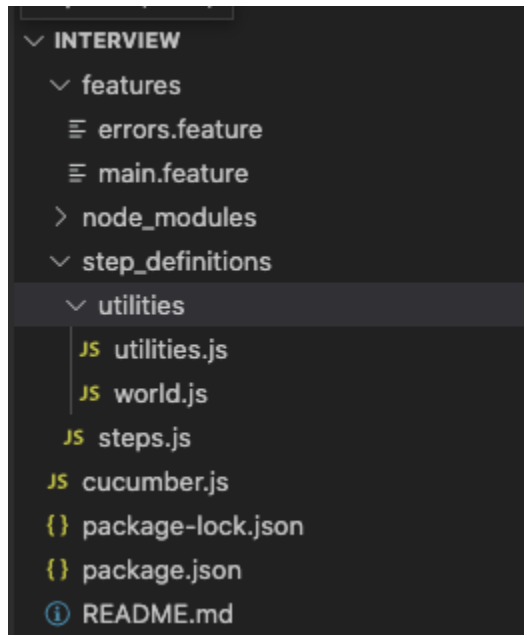 INTERVIEW
features
errors.feature
main.feature
node_modules
step_definitions
utilities
JS utilities.js
JS world.js
JS steps.js
JS cucumber.js
{} package-lock.json
{} package.json
README.md